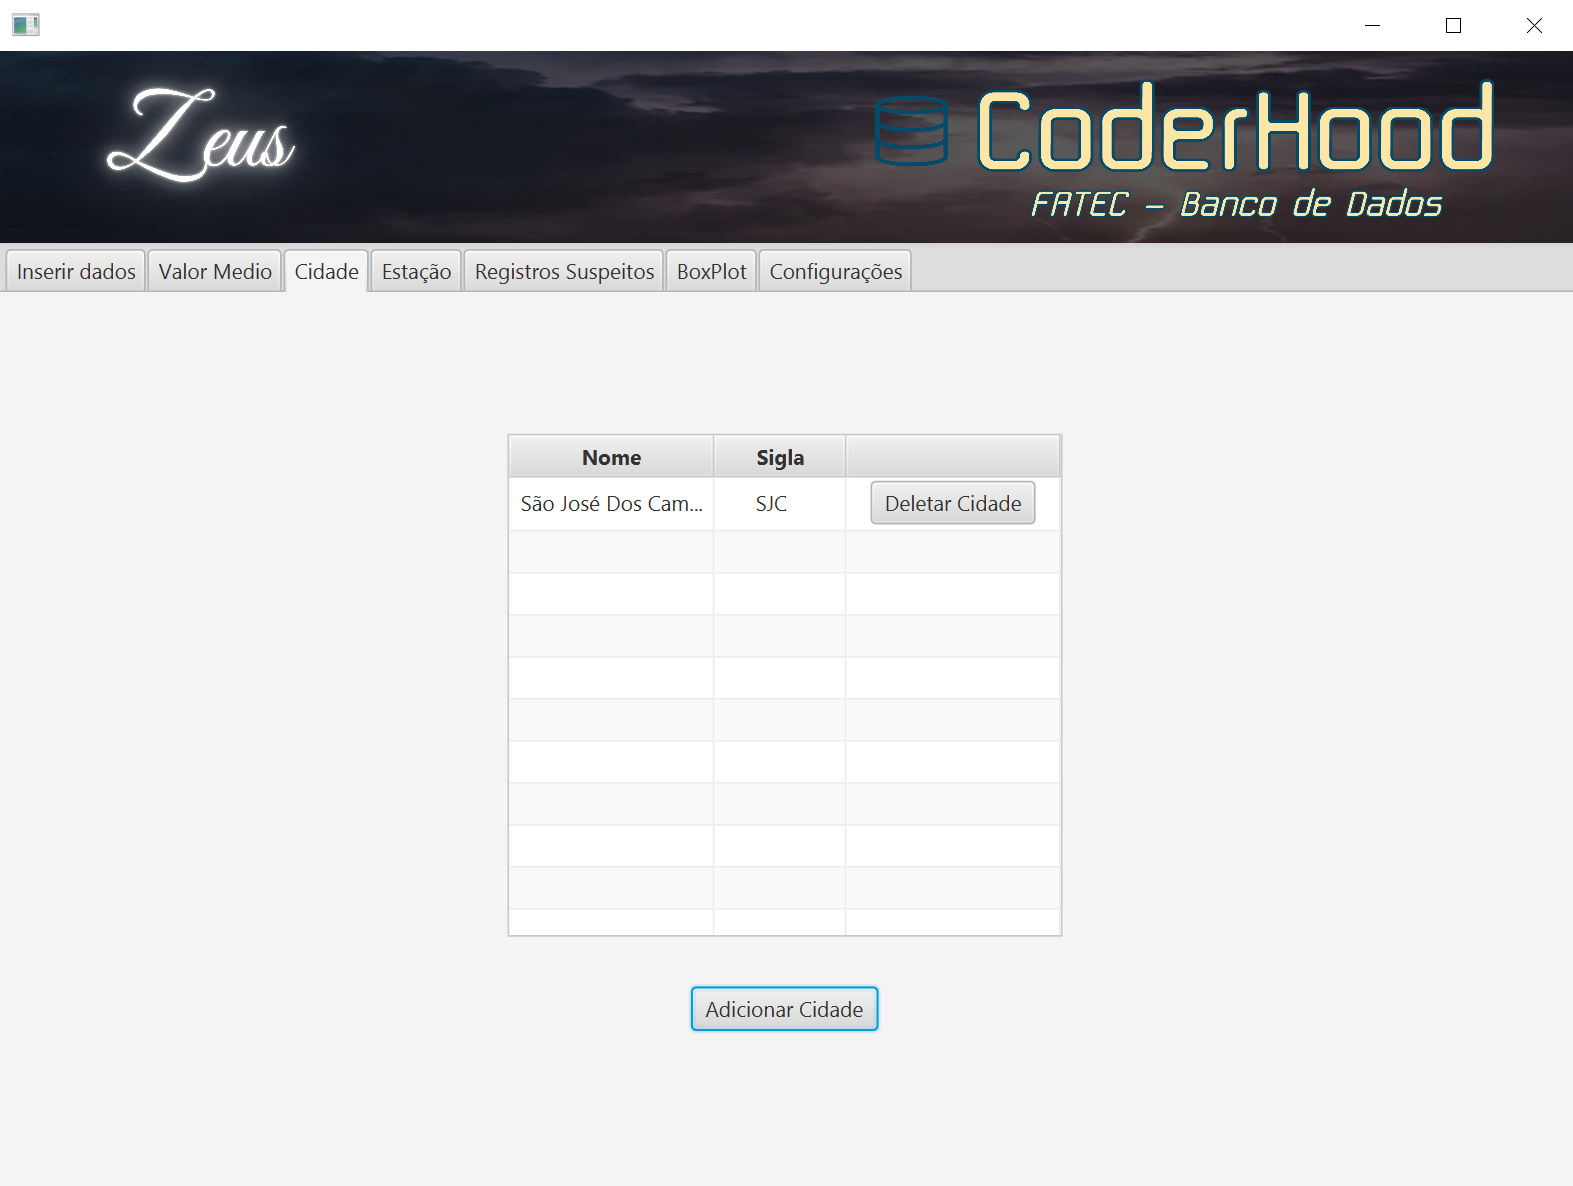 Zeus
CoderHood
FATEC - Banco de Dados
Inserir dados Valor Medio Cidade Estação Registros Suspeitos BoxPlot Configurações
Nome Sigla
São José Dos Cam... SJC Deletar Cidade
Adicionar Cidade